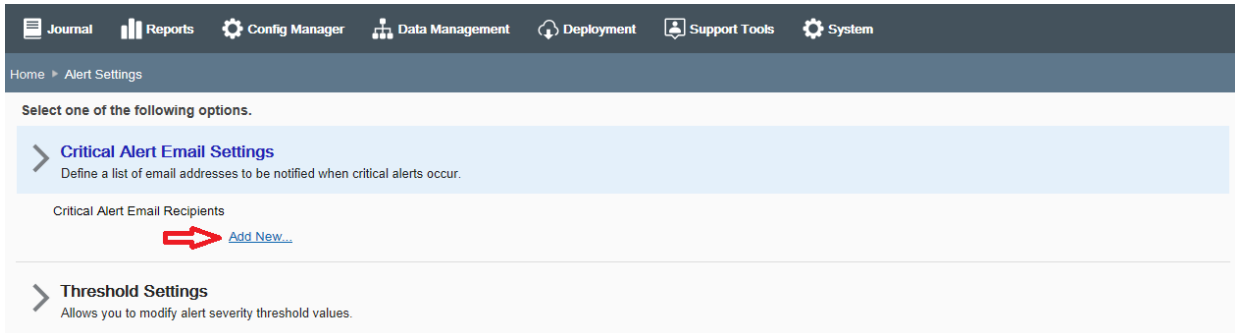 Journal Reports Config Manager Data Management Deployment Support Tools System
Home Alert Settings
Select one of the following options.
Critical Alert Email Settings
Define a list of email addresses to be notified when critical alerts occur.
Critical Alert Email Recipients
Add New...
Threshold Settings
Allows you to modify alert severity threshold values.